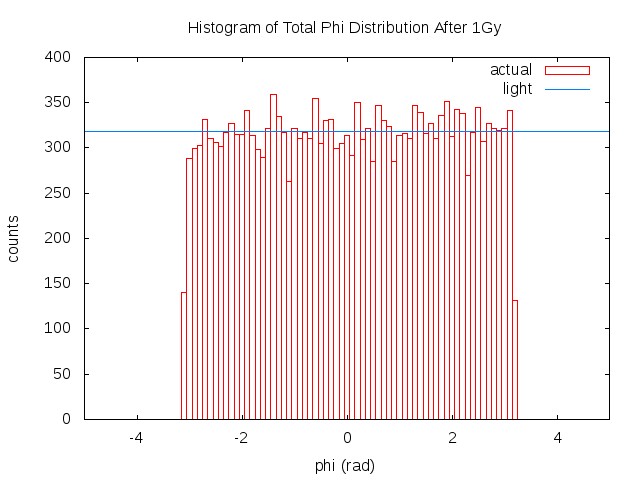 Histogram of Total Phi Distribution After 1Gy
400
350
300
250
200
150
100
50
0
counts
actual
light
-4 -2 0 2 4
phi (rad)